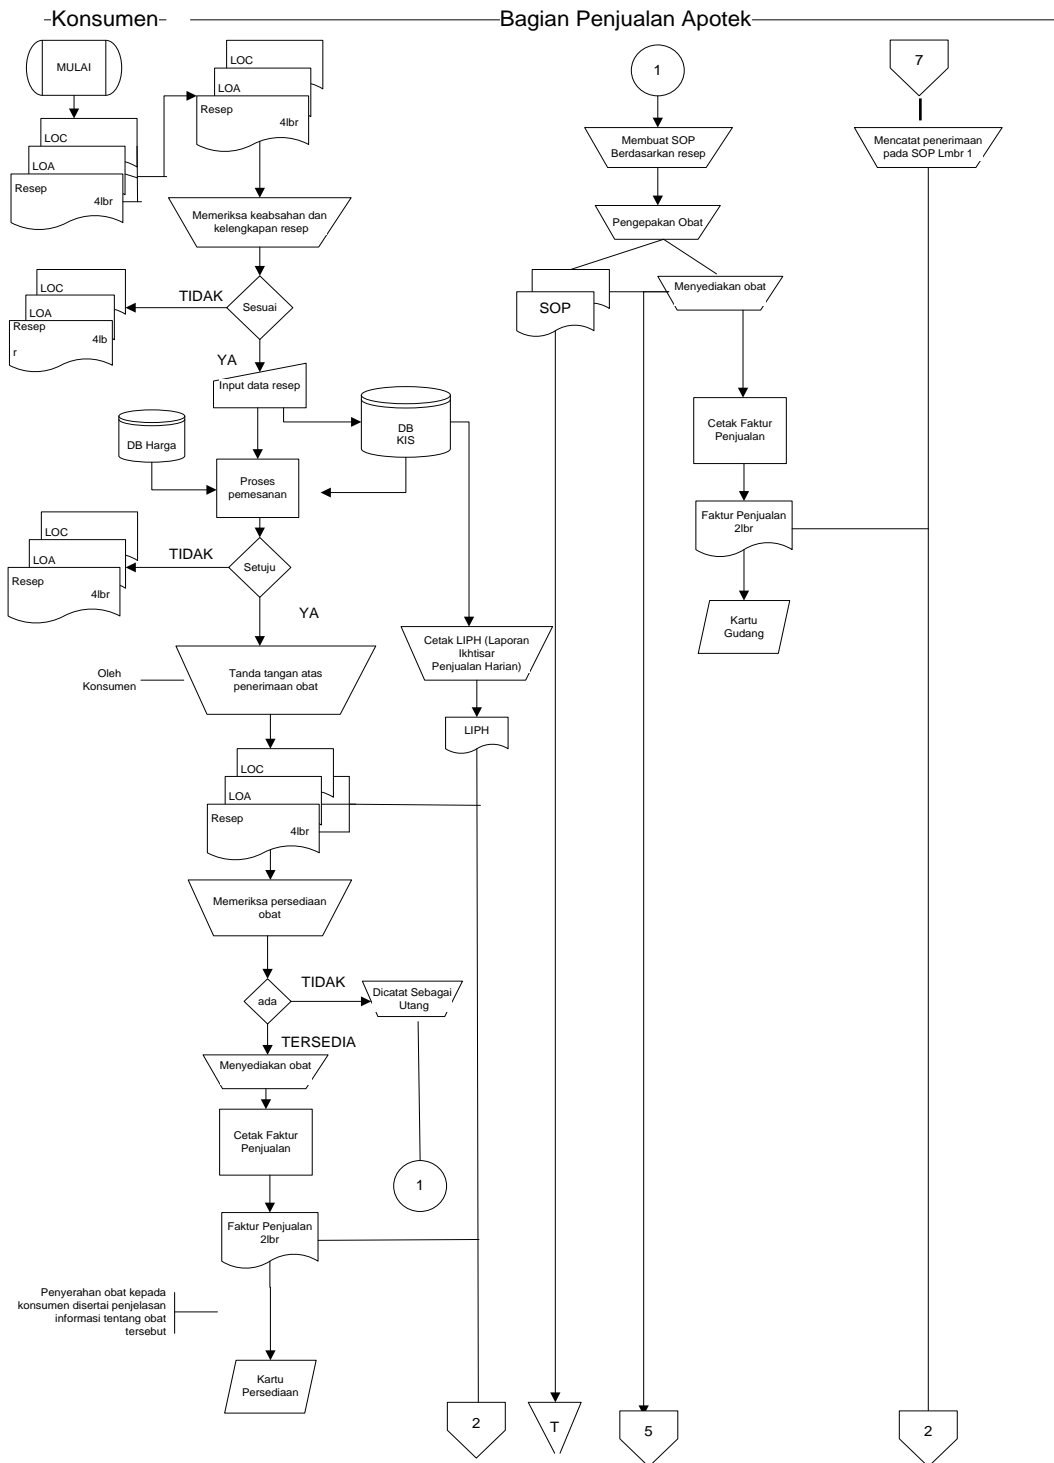 Konsumen
Bagian Penjualan Apotek
MULAI
LOC
LOA
Resep
4lbr
LOC
LOA
Resep
4lbr
Memeriksa keabsahan dan
kelengkapan resep
Sesuai
TIDAK
LOC
LOA
Resep
4lb
r
YA
Input data resep
DB Harga
DB
KIS
Proses
pemesanan
Setuju
TIDAK
LOC
LOA
Resep
4lbr
YA
Oleh
Konsumen
Tanda tangan atas
penerimaan obat
Cetak LIPH (Laporan
Ikhtisar
Penjualan Harian)
LIPH
LOC
LOA
Resep
4lbr
Memeriksa persediaan
obat
ada
TIDAK
Dicatat Sebagai
Utang
1
TERSEDIA
Menyediakan obat
Cetak Faktur
Penjualan
Faktur Penjualan
2lbr
Penyerahan obat kepada
konsumen disertai penjelasan
informasi tentang obat
tersebut
Kartu
Persediaan
2
1
Membuat SOP
Berdasarkan resep
Pengepakan Obat
SOP
Menyediakan obat
Cetak Faktur
Penjualan
Faktur Penjualan
2lbr
Kartu
Gudang
T
5
7
Mencatat penerimaan
pada SOP Lmbr 1
2